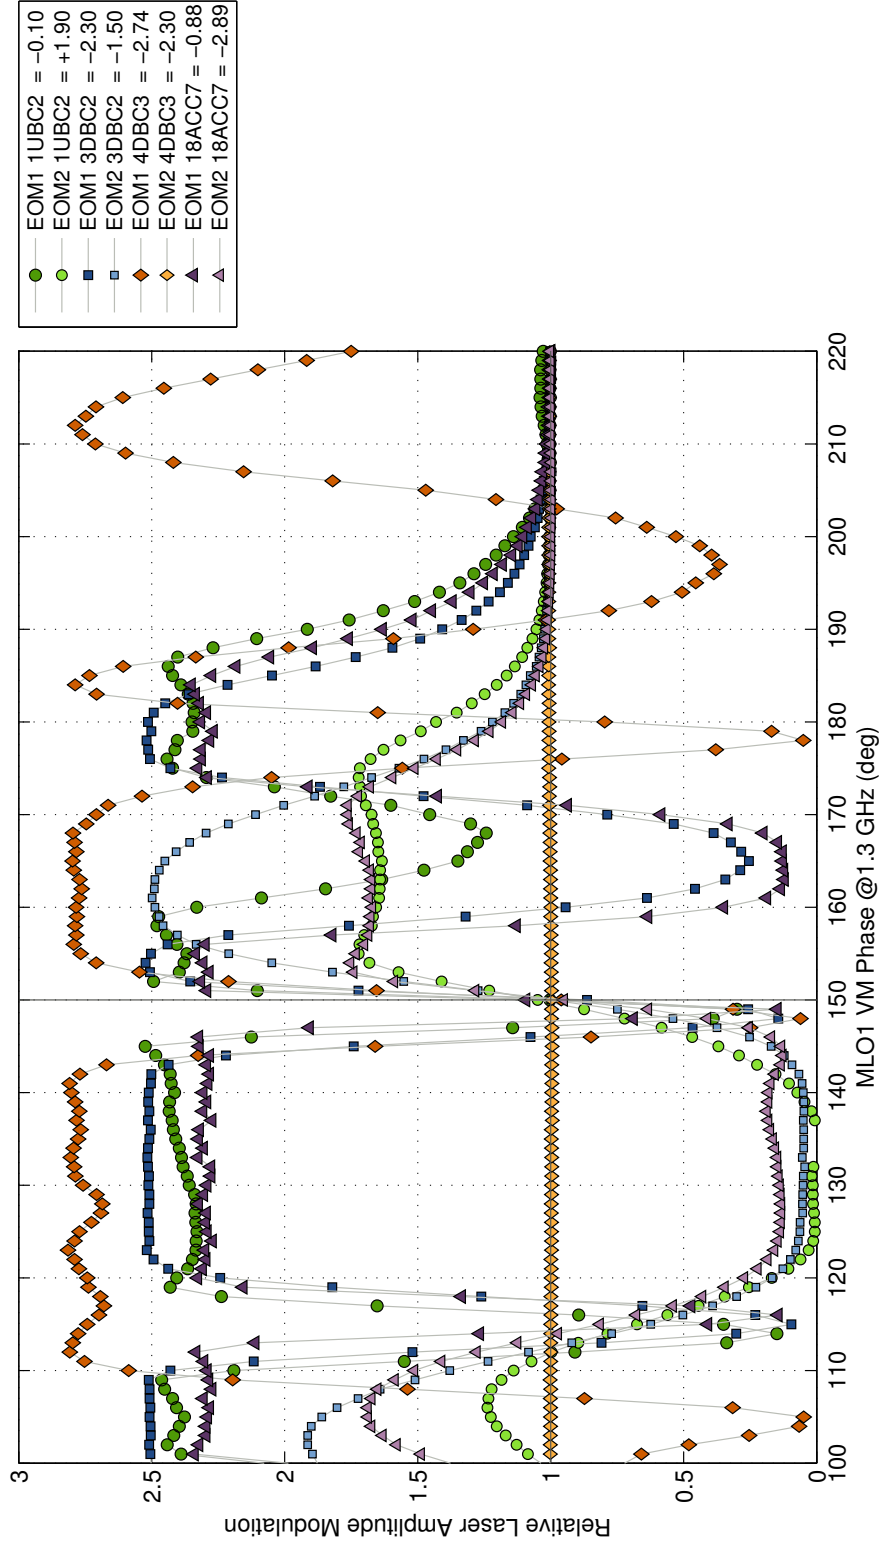 EOM1 1UBC2 = −0.10
EOM2 1UBC2 = +1.90
EOM1 3DBC2 = −2.30
EOM2 3DBC2 = −1.50
EOM1 4DBC3 = −2.74
EOM2 4DBC3 = −2.30
EOM1 18ACC7 = −0.88
EOM2 18ACC7 = −2.89
3
2.5
2
1.5
1
0.5
0
Relative Laser Amplitude Modulation
100 110 120 130 140 150 160 170 180 190 200 210 220
MLO1 VM Phase @1.3 GHz (deg)